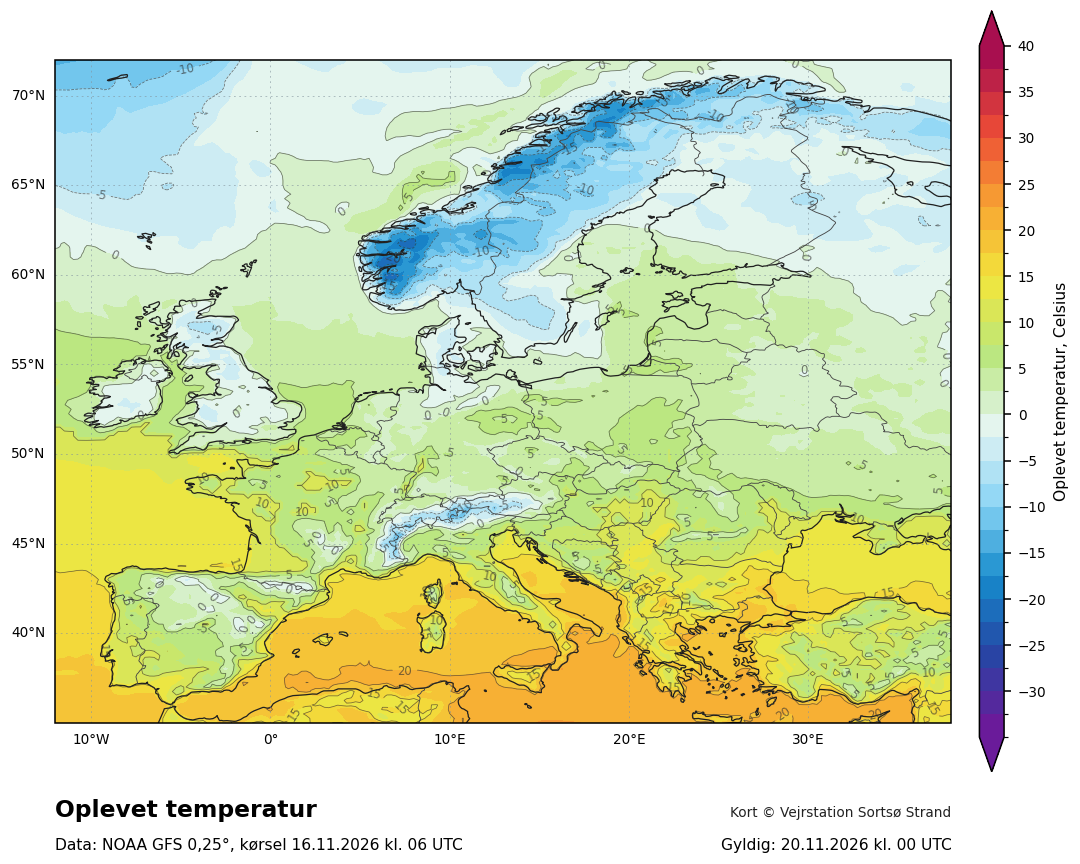 70°N
65°N
60°N
55°N
50°N
45°N
40°N
10°W
0°
10°E
20°E
30°E
40
35
30
25
20
15
10
5
0
−5
−10
−15
−20
−25
−30
Oplevet temperatur, Celsius
Oplevet temperatur
Kort © Vejrstation Sortsø Strand
Data: NOAA GFS 0,25°, kørsel 16.11.2026 kl. 06 UTC
Gyldig: 20.11.2026 kl. 00 UTC